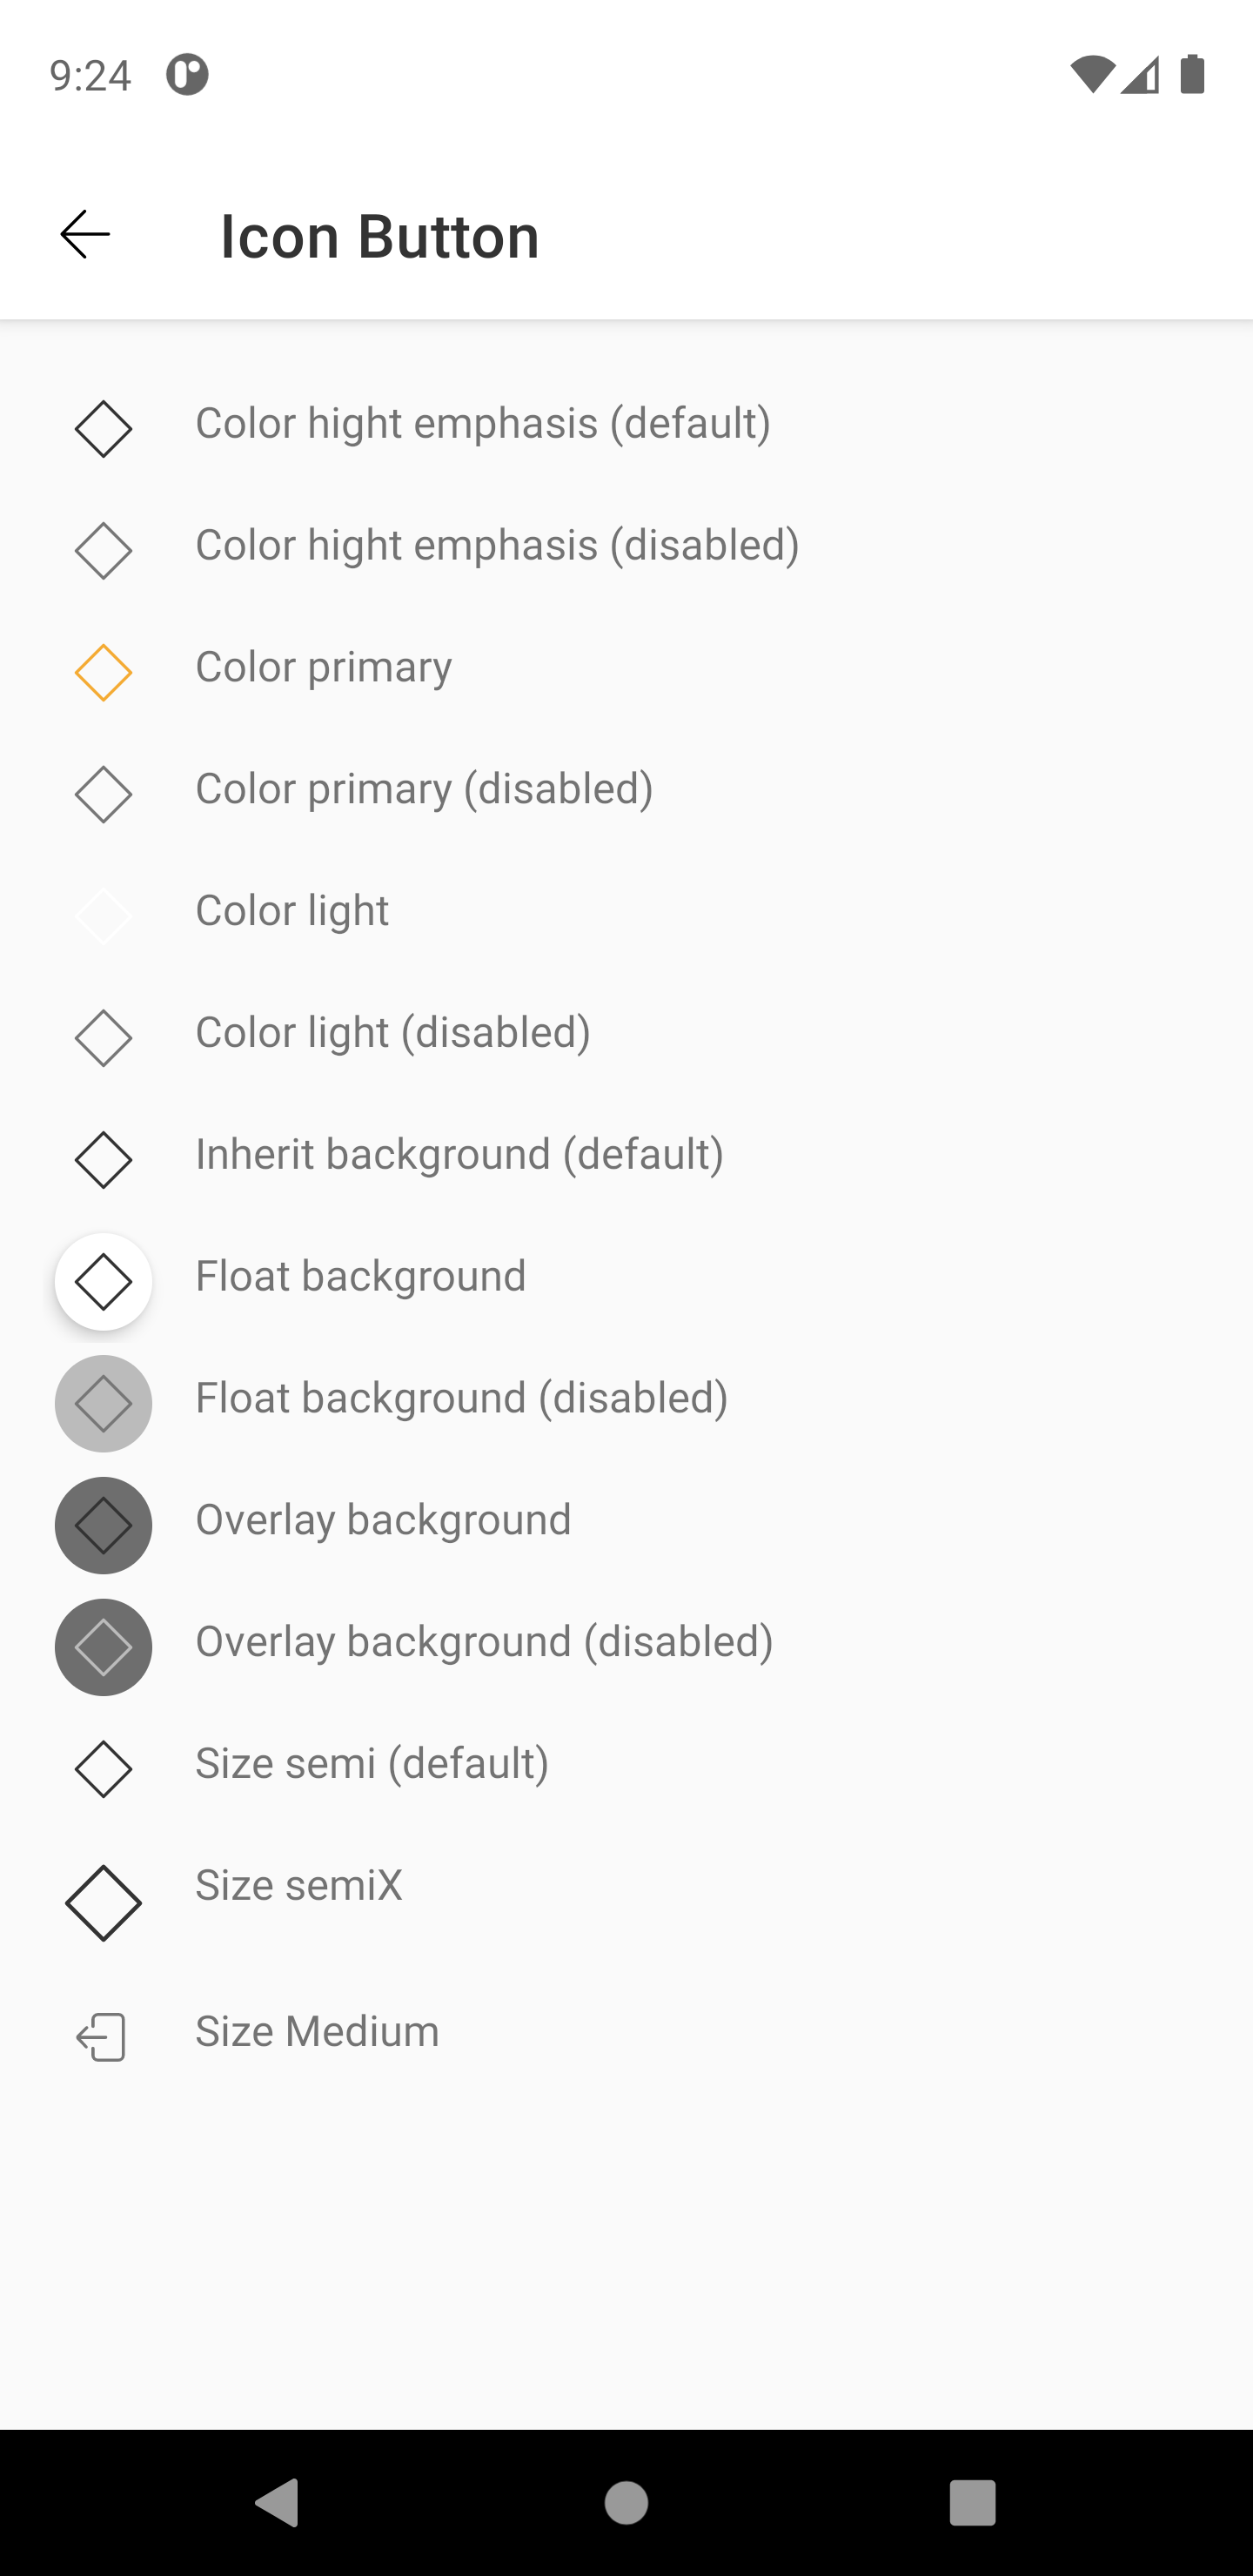 9:24
Icon Button
Color hight emphasis (default)
Color hight emphasis (disabled)
Color primary
Color primary (disabled)
Color light
Color light (disabled)
Inherit background (default)
Float background
Float background (disabled)
Overlay background
Overlay background (disabled)
Size semi (default)
Size semiX
Size Medium